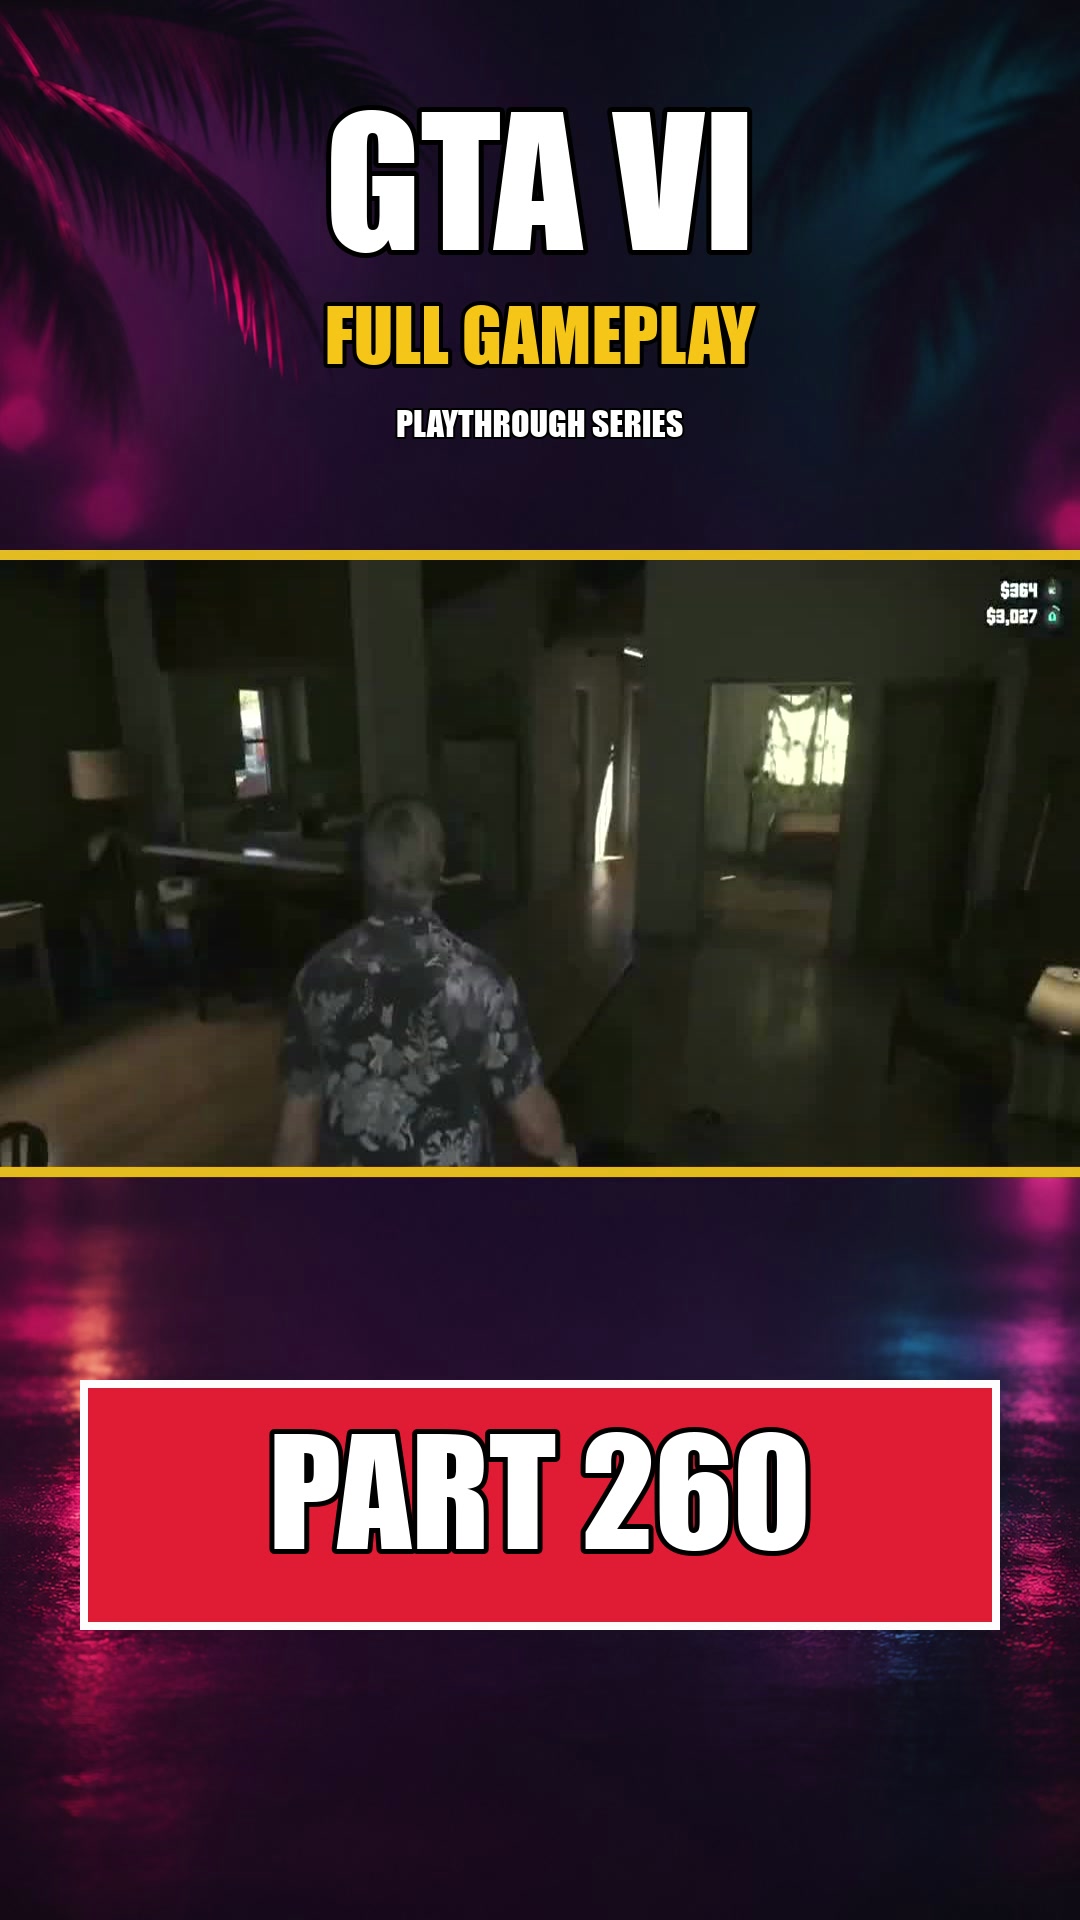 GTA VI
FULL GAMEPLAY
PLAYTHROUGH SERIES
$364
$3,027
PART 260